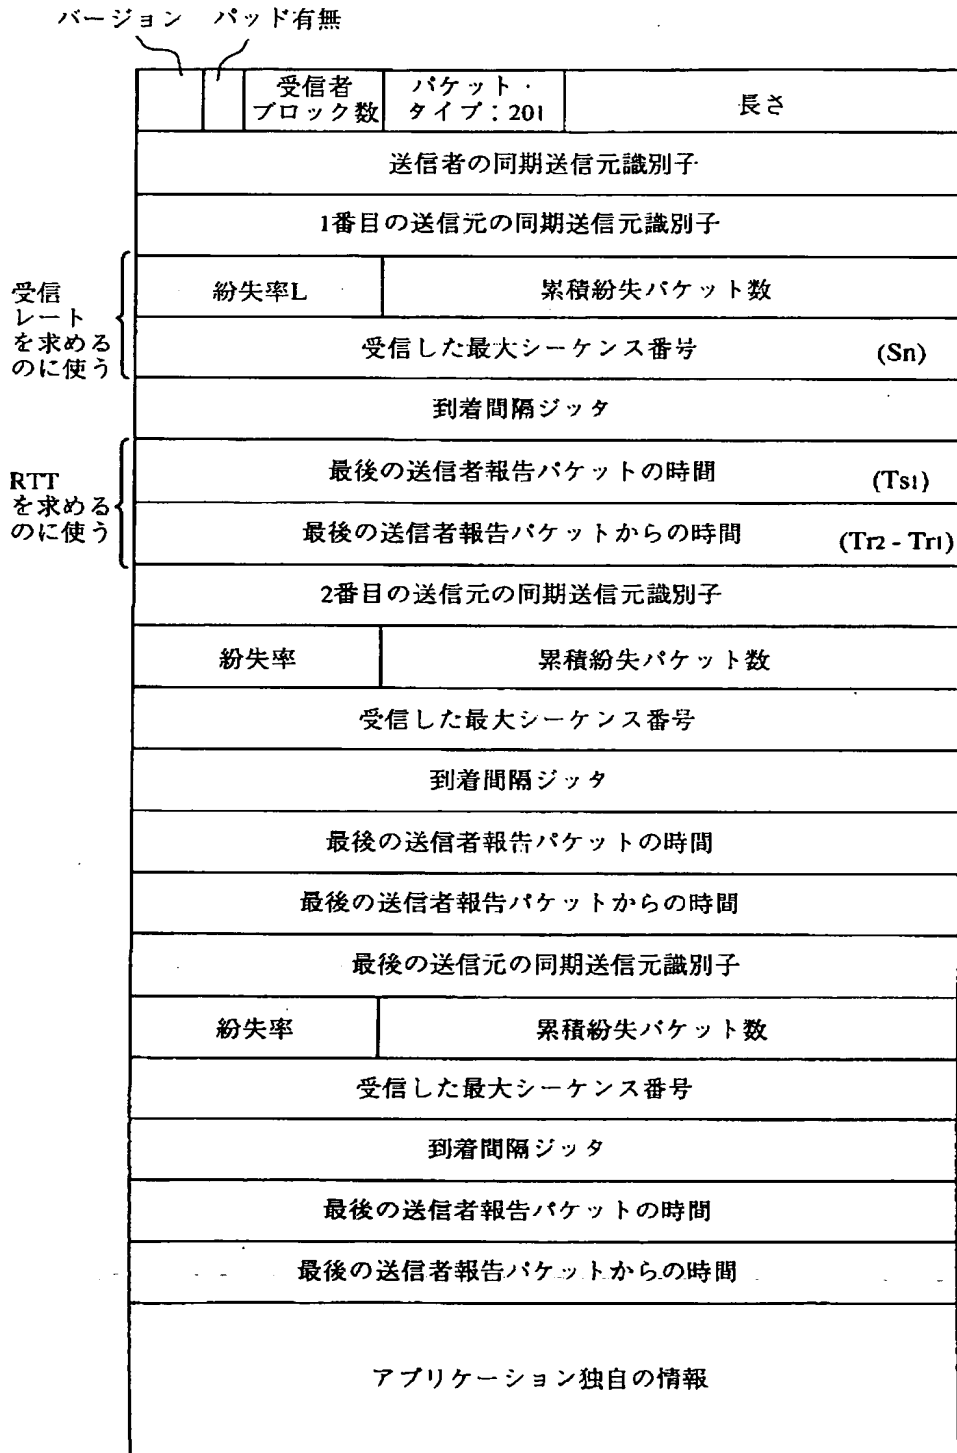 バージョン パッド有無
受信者
ブロック数
パケット・
タイプ：201
長さ
送信者の同期送信元識別子
1番目の送信元の同期送信元識別子
受信
レート
を求める
のに使う
紛失率L
累積紛失パケット数
受信した最大シーケンス番号 (Sn)
到着間隔ジッタ
RTT
を求める
のに使う
最後の送信者報告パケットの時間 (Ts1)
最後の送信者報告パケットからの時間 (Tr2 - Tr1)
2番目の送信元の同期送信元識別子
紛失率
累積紛失パケット数
受信した最大シーケンス番号
到着間隔ジッタ
最後の送信者報告パケットの時間
最後の送信者報告パケットからの時間
最後の送信元の同期送信元識別子
紛失率
累積紛失パケット数
受信した最大シーケンス番号
到着間隔ジッタ
最後の送信者報告パケットの時間
最後の送信者報告パケットからの時間
アプリケーション独自の情報